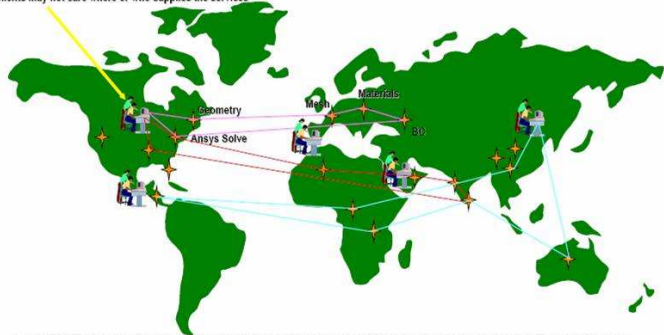 may not care where or who supplies the services
Geometry
Mesh
Materials
BC
Ansys Solve